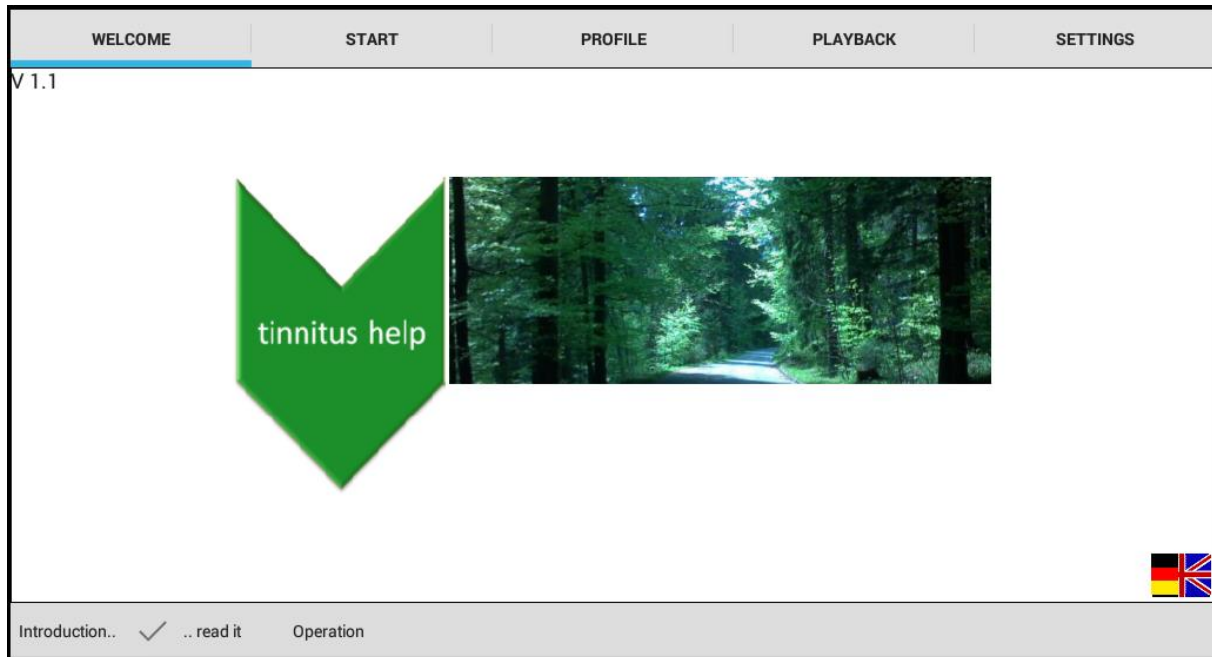 WELCOME START PROFILE PLAYBACK SETTINGS
V 1.1
tinnitus help
Introduction.. .. read it Operation